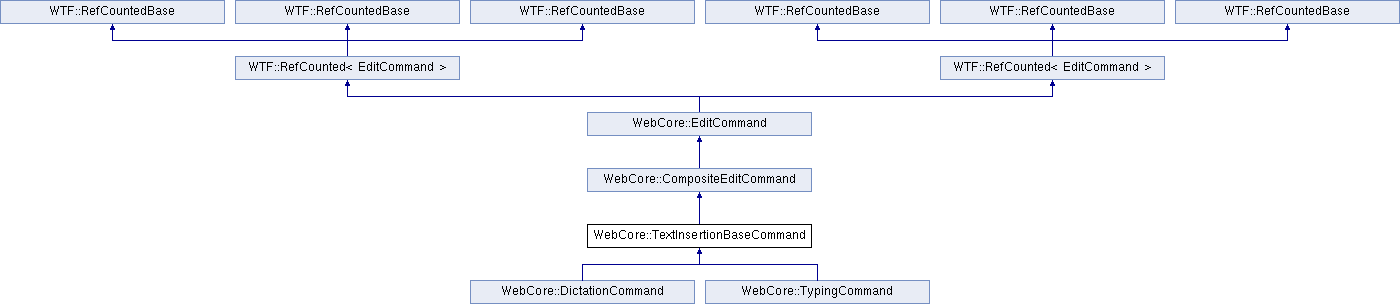 WTF::RefCountedBase
WTF::RefCountedBase
WTF::RefCountedBase
WTF::RefCountedBase
WTF::RefCountedBase
WTF::RefCountedBase
WTF::RefCounted< EditCommand >
WTF::RefCounted< EditCommand >
WebCore::EditCommand
WebCore::CompositeEditCommand
WebCore::TextInsertionBaseCommand
WebCore::DictationCommand
WebCore::TypingCommand